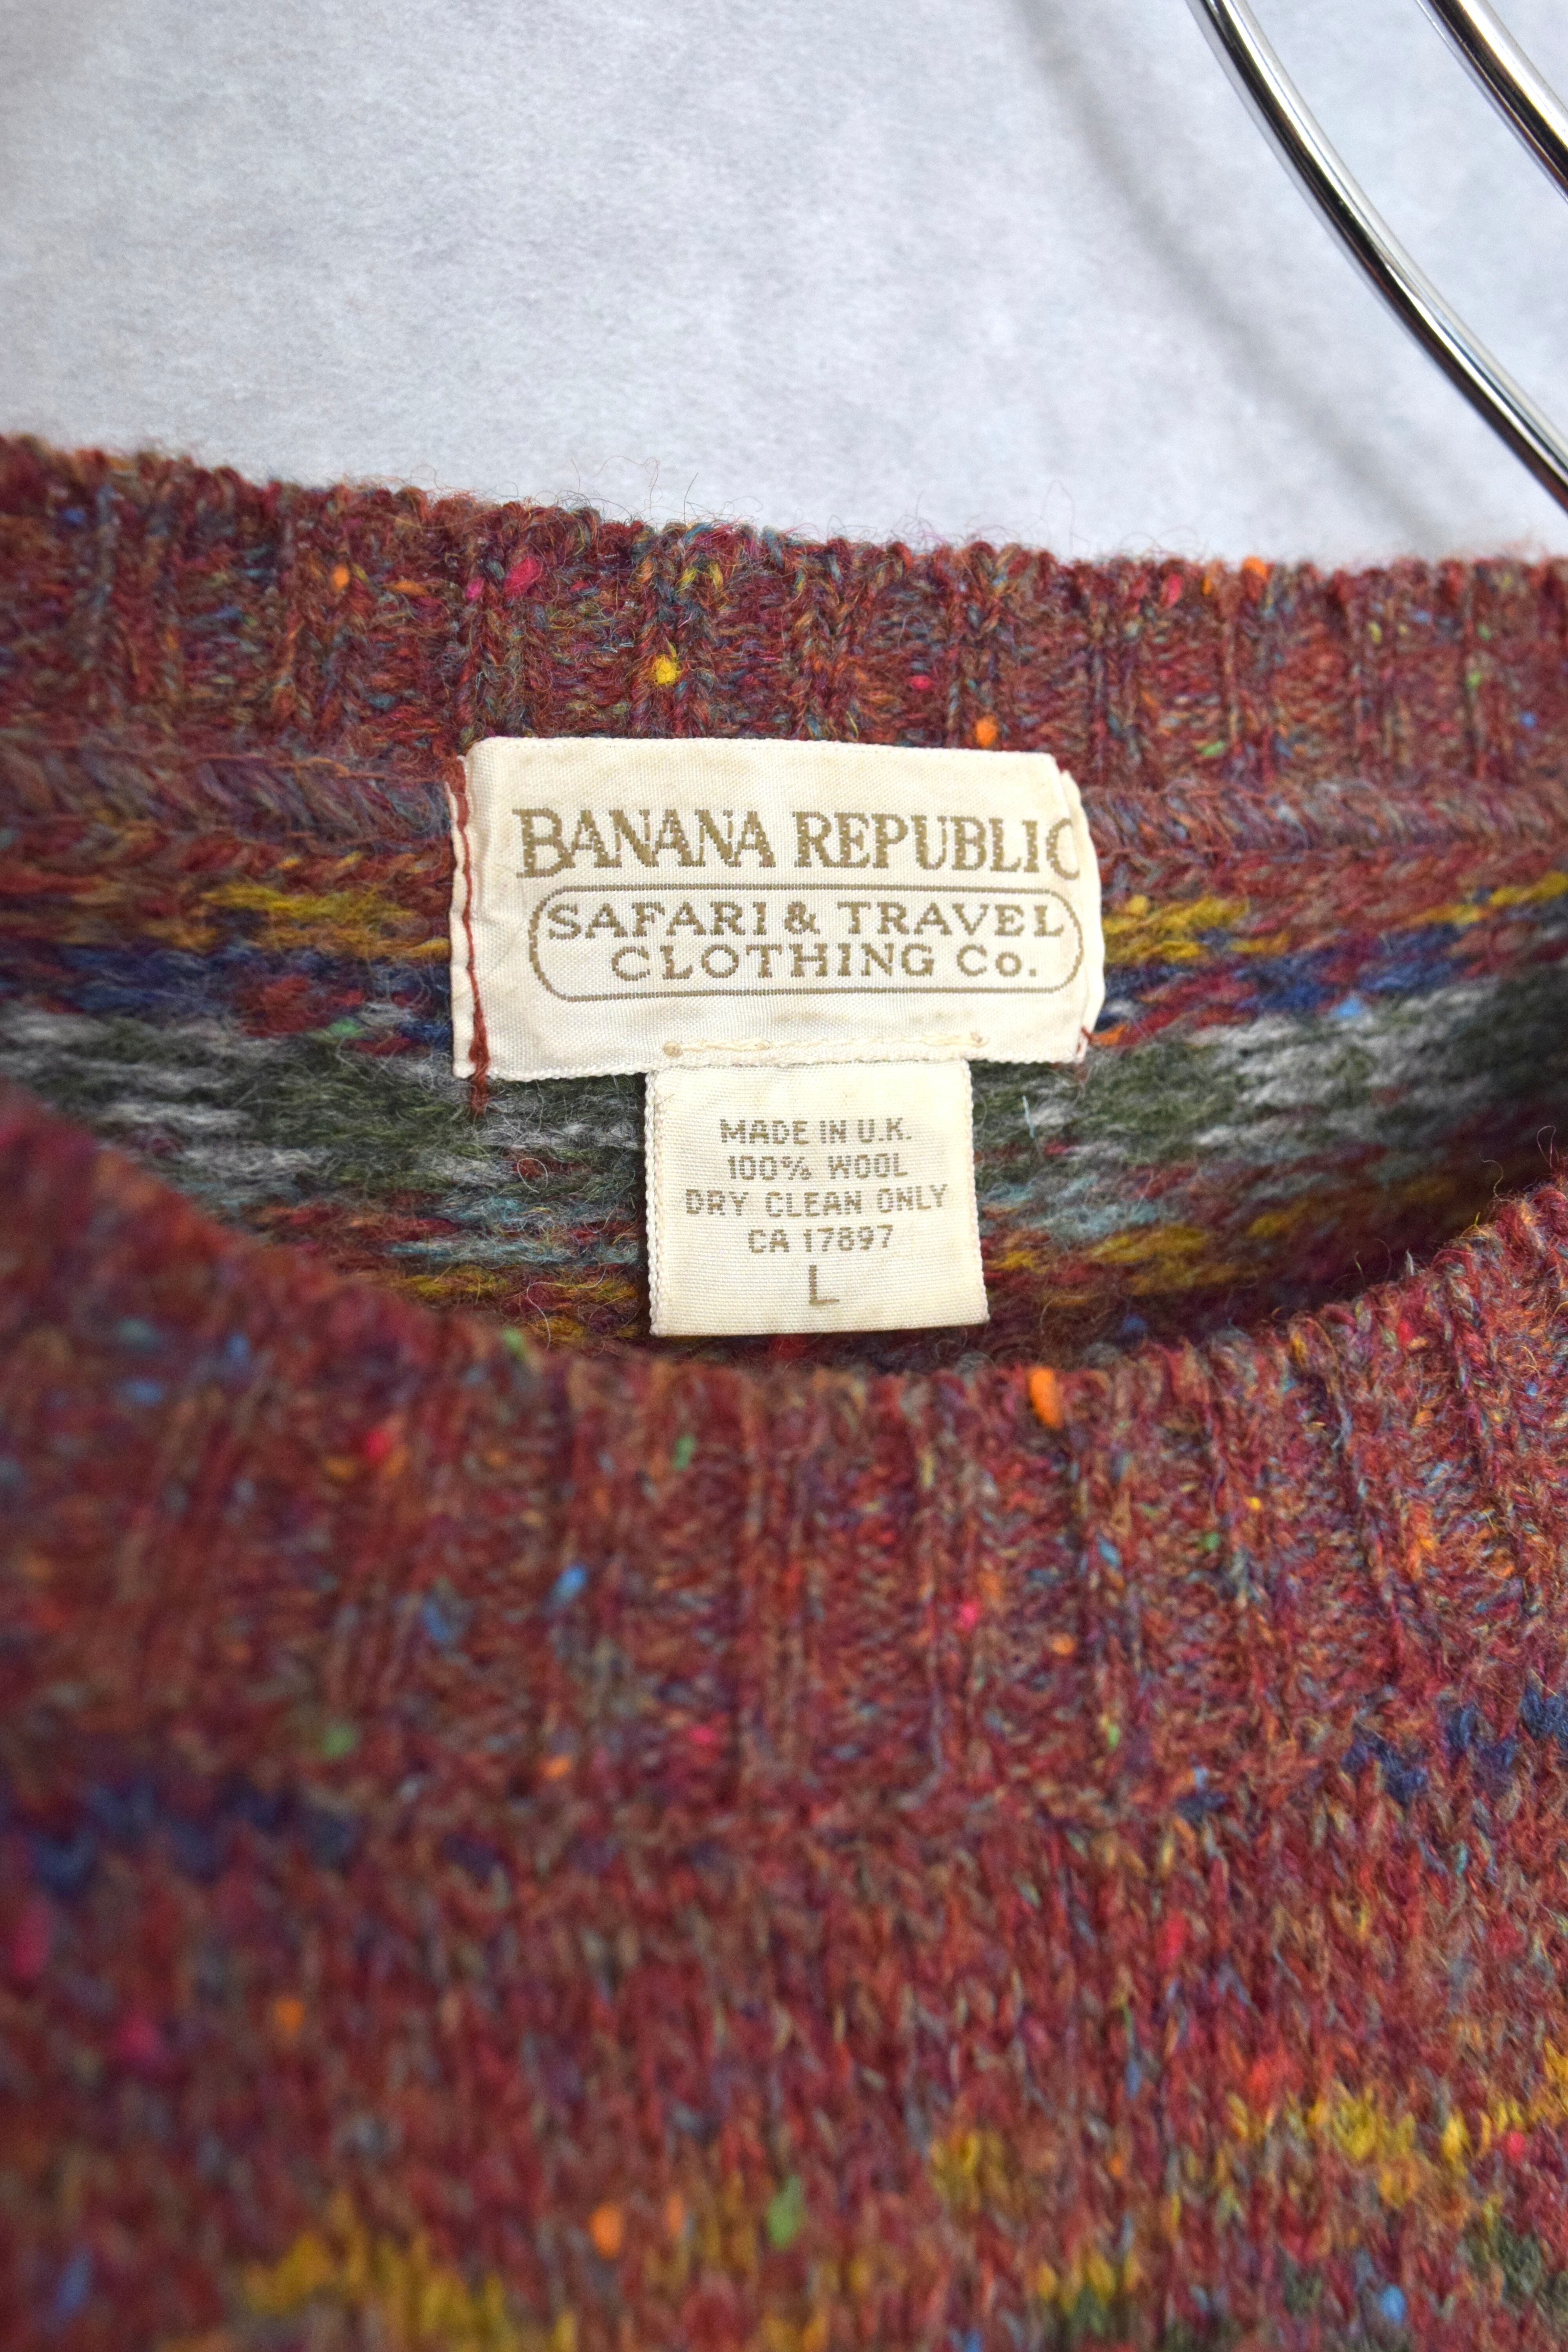 BANANA REPUBLIC
SAFARI & TRAVEL
CLOTHING Co.
MADE IN U.K.
100% WOOL
DRY CLEAN ONLY
CA 17897
L